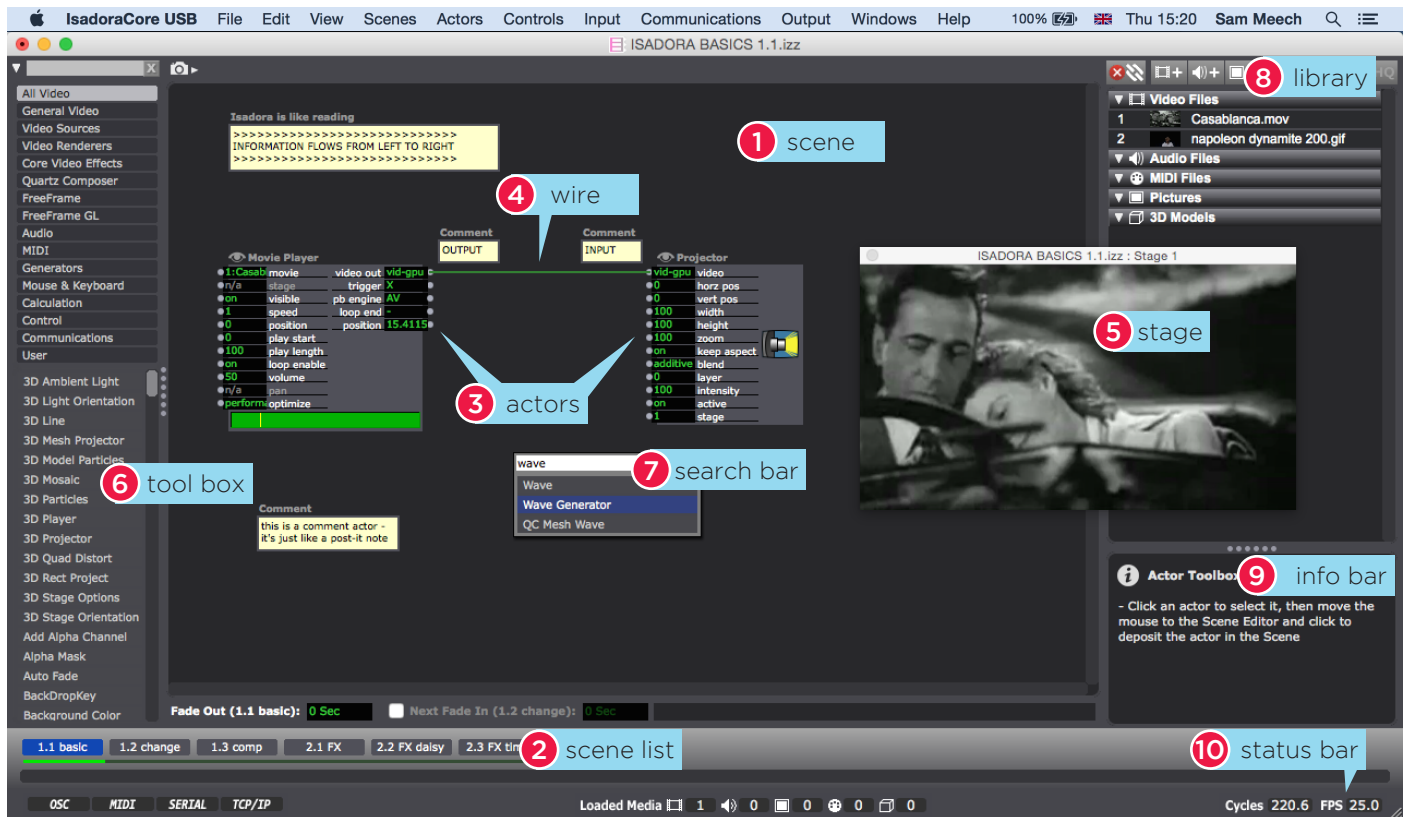 IsadoraCore USB File Edit View Scenes Actors Controls Input Communications Output Windows Help 100% Thu 15:20 Sam Meech
ISADORA BASICS 1.1.izz
X
All Video
General Video
Video Sources
Video Renderers
Core Video Effects
Quartz Composer
FreeFrame
FreeFrame GL
Audio
MIDI
Generators
Mouse & Keyboard
Calculation
Control
Communications
User
3D Ambient Light
3D Light Orientation
3D Line
3D Mesh Projector
3D Model Particles
3D Mosaic
3D Particles
3D Player
3D Projector
3D Quad Distort
3D Rect Project
3D Stage Options
3D Stage Orientation
Add Alpha Channel
Alpha Mask
Auto Fade
BackDropKey
Background Color
6 tool box
Isadora is like reading
>>>>>>>>>>>>>>>>>>>>>>>>>>>>>>
INFORMATION FLOWS FROM LEFT TO RIGHT
>>>>>>>>>>>>>>>>>>>>>>>>>>>>>>
1 scene
4 wire
Comment
OUTPUT
Comment
INPUT
Movie Player
1:Casab movie video out vid-gpu
n/a stage trigger X
on visible pb engine AV
1 speed loop end -
0 position position 15.4115
0 play start
100 play length
on loop enable
50 volume
n/a pan
perform optimize
3 actors
Projector
vid-gpu video
0 horz pos
0 vert pos
100 width
100 height
100 zoom
on keep aspect
additive blend
0 layer
100 intensity
on active
1 stage
Comment
this is a comment actor -
it's just like a post-it note
wave
Wave
Wave Generator
QC Mesh Wave
7 search bar
8 library
HQ
Video Files
1 Casablanca.mov
2 napoleon dynamite 200.gif
Audio Files
MIDI Files
Pictures
3D Models
ISADORA BASICS 1.1.izz : Stage 1
5 stage
Actor Toolbo
9 info bar
- Click an actor to select it, then move the
mouse to the Scene Editor and click to
deposit the actor in the Scene
Fade Out (1.1 basic): 0 Sec Next Fade In (1.2 change): 0 Sec
1.1 basic 1.2 change 1.3 comp 2.1 FX 2.2 FX daisy 2.3 FX tin
2 scene list
10 status bar
OSC MIDI SERIAL TCP/IP Loaded Media 1 0 0 0 0 Cycles 220.6 FPS 25.0